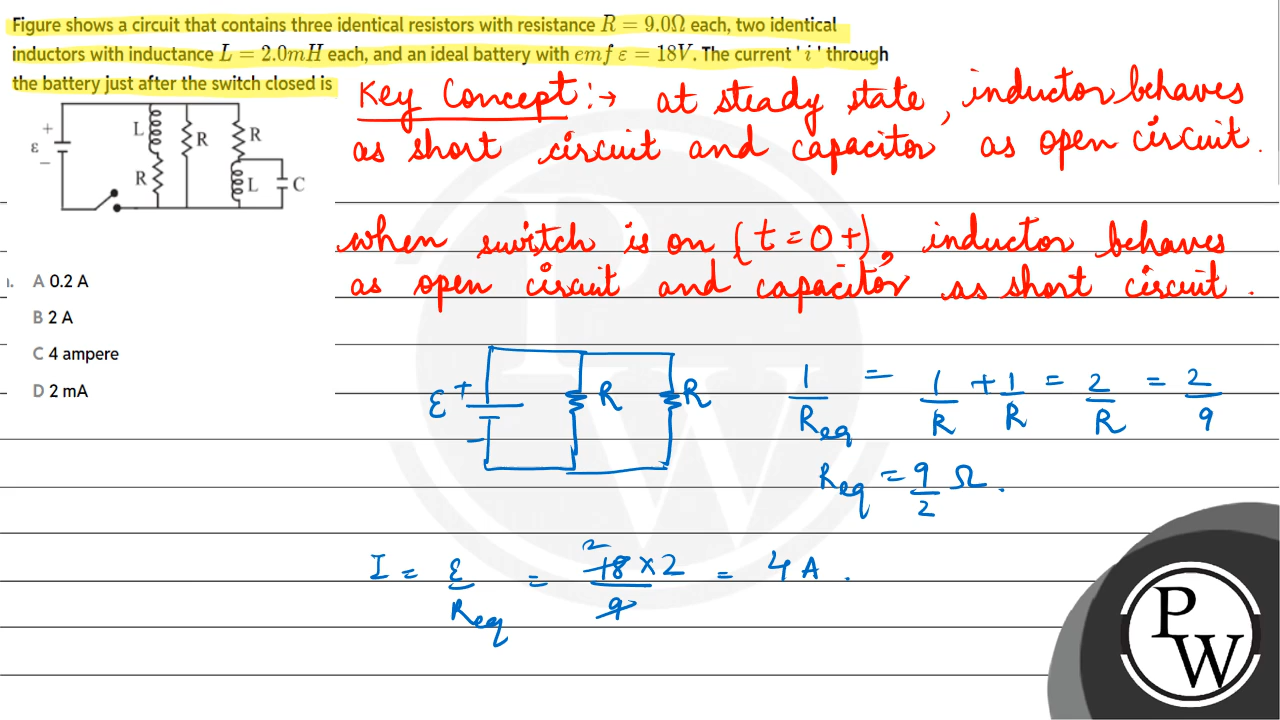 Figure shows a circuit that contains three identical resistors with resistance R = 9.0Ω each, two identical
inductors with inductance L = 2.0mH each, and an ideal battery with emf ε = 18V. The current ' i ' through
the battery just after the switch closed is
Key Concept :→ at steady state, inductor behaves
as short circuit and capacitor as open circuit.
+ ε − L R R R L C
when switch is on (t = 0+), inductor behaves
as open circuit and capacitor as short circuit.
1. A 0.2 A
B 2 A
C 4 ampere
D 2 mA
ε + − R R
1/Req = 1/R + 1/R = 2/R = 2/9
Req = 9/2 Ω.
I = ε/Req = 18 × 2/9 = 4 A.
2
P W
PW